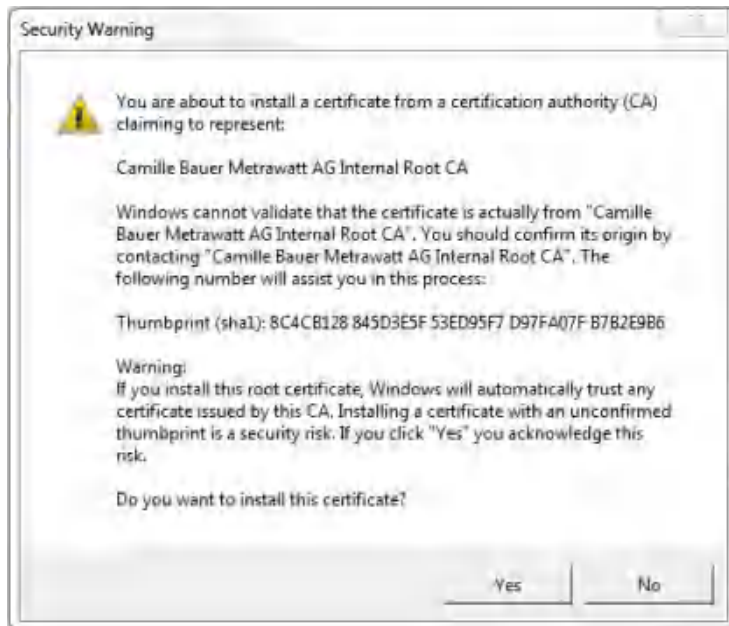 Security Warning
You are about to install a certificate from a certification authority (CA)
claiming to represent:
Camille Bauer Metrawatt AG Internal Root CA
Windows cannot validate that the certificate is actually from "Camille
Bauer Metrawatt AG Internal Root CA". You should confirm its origin by
contacting "Camille Bauer Metrawatt AG Internal Root CA". The
following number will assist you in this process:
Thumbprint (sha1): 8C4CB128 845D3E5F 53ED95F7 D97FA07F B7B2E9B6
Warning:
If you install this root certificate, Windows will automatically trust any
certificate issued by this CA. Installing a certificate with an unconfirmed
thumbprint is a security risk. If you click "Yes" you acknowledge this
risk.
Do you want to install this certificate?
Yes No